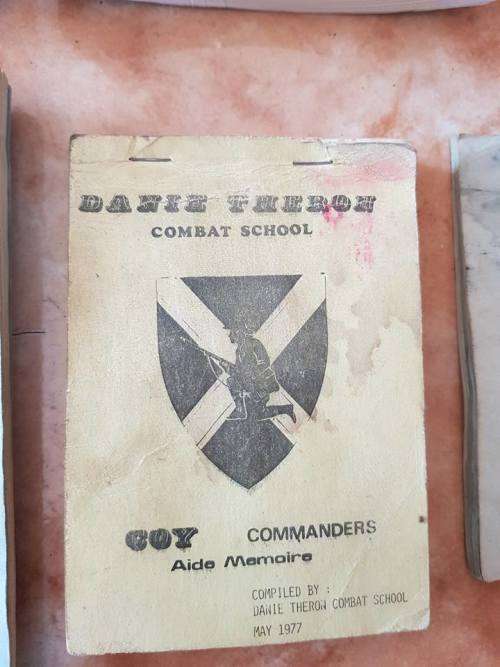 DANIE THERON
COMBAT SCHOOL
COY COMMANDERS
Aide Memoire
COMPILED BY :
DANIE THERON COMBAT SCHOOL
MAY 1977